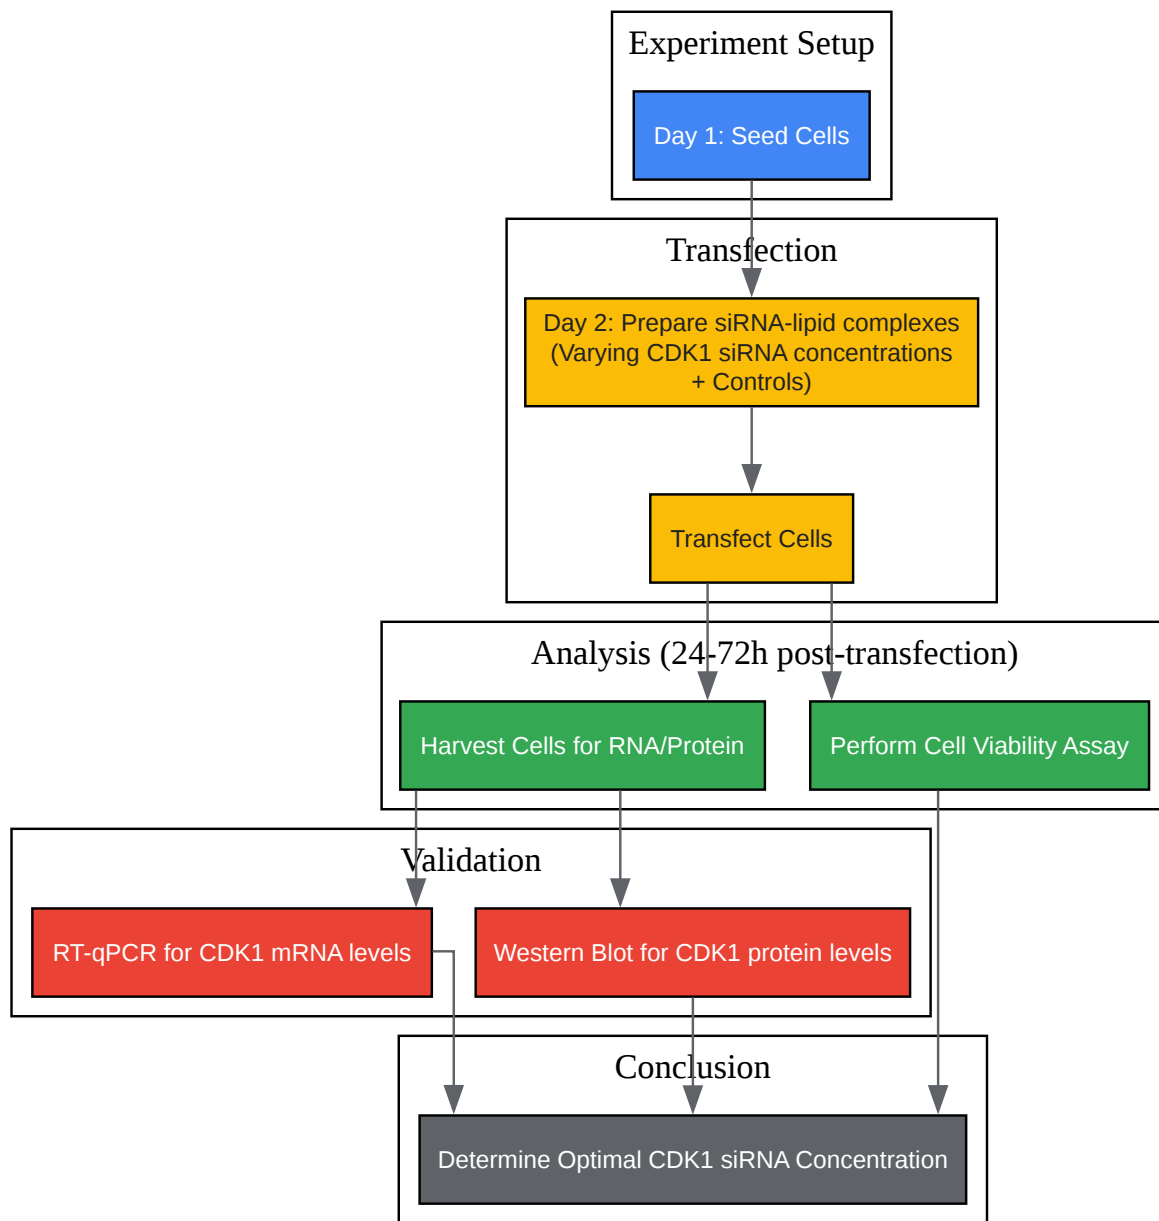 Experiment Setup
Day 1: Seed Cells
Transfection
Day 2: Prepare siRNA-lipid complexes
(Varying CDK1 siRNA concentrations
+ Controls)
Transfect Cells
Analysis (24-72h post-transfection)
Harvest Cells for RNA/Protein
Perform Cell Viability Assay
Validation
RT-qPCR for CDK1 mRNA levels
Western Blot for CDK1 protein levels
Conclusion
Determine Optimal CDK1 siRNA Concentration